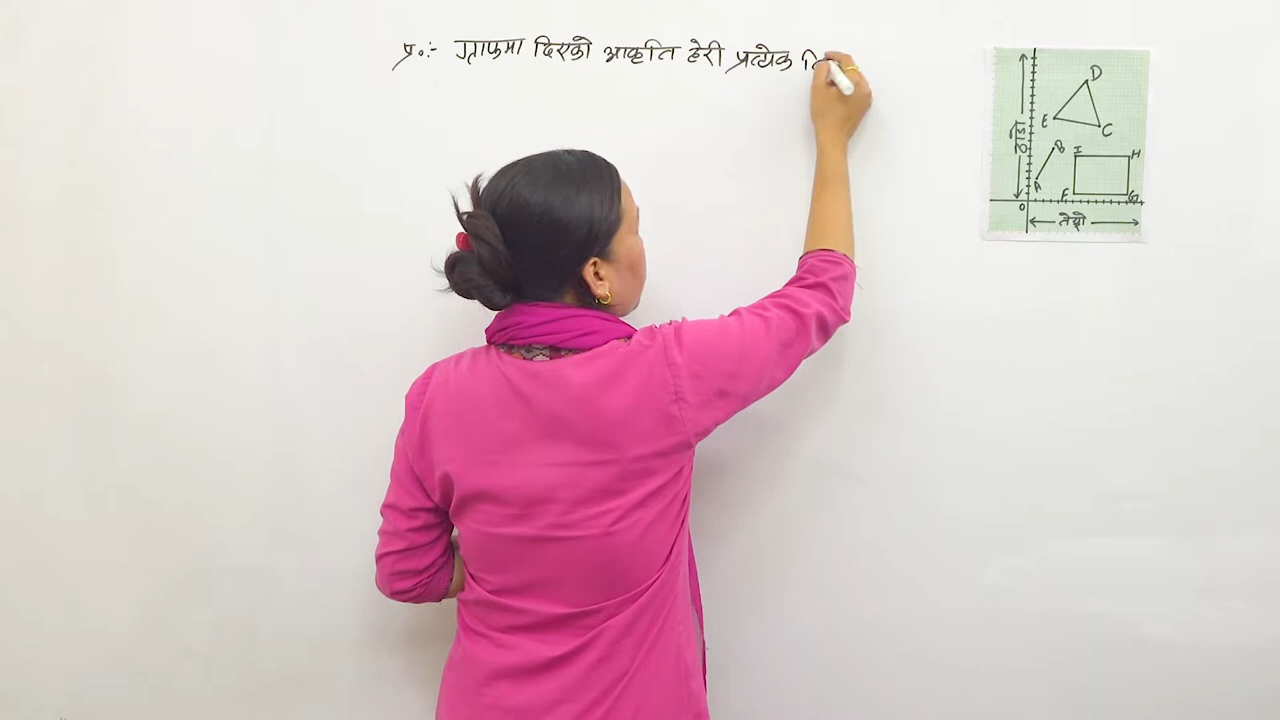 प्र०:- ग्राफमा दिएको आकृति हेरी प्रत्येक
D
E
C
B
A
I
H
F
G
ठाडो
0
तेर्सो